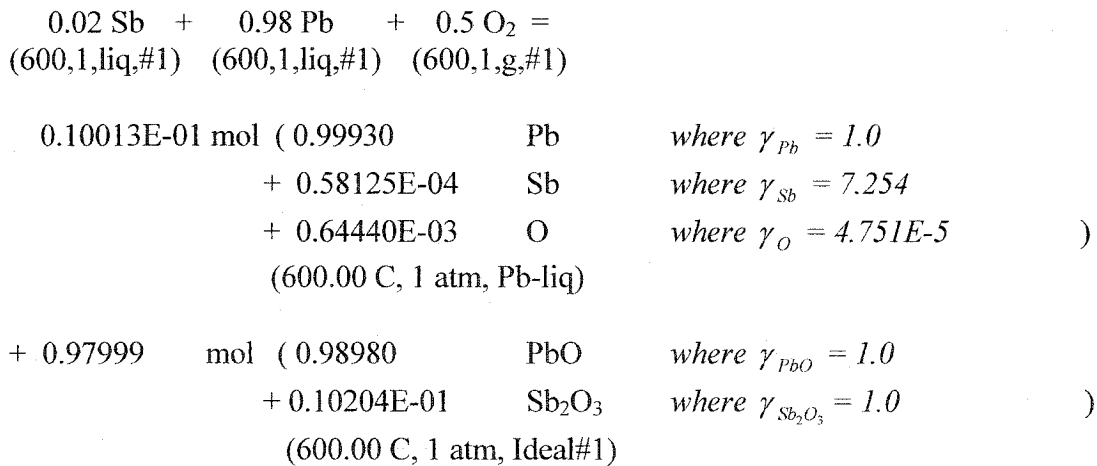 0.02 Sb + 0.98 Pb + 0.5 O₂ =
(600,1,liq,#1) (600,1,liq,#1) (600,1,g,#1)
0.10013E-01 mol ( 0.99930 Pb where γ_Pb = 1.0
+ 0.58125E-04 Sb where γ_Sb = 7.254
+ 0.64440E-03 O where γ_O = 4.751E-5 )
(600.00 C, 1 atm, Pb-liq)
+ 0.97999 mol ( 0.98980 PbO where γ_PbO = 1.0
+ 0.10204E-01 Sb₂O₃ where γ_Sb₂O₃ = 1.0 )
(600.00 C, 1 atm, Ideal#1)